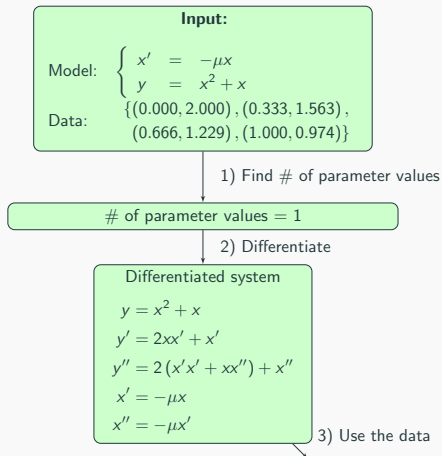 Input:
Model: { x′ = −μx
y = x² + x
Data: {(0.000, 2.000) , (0.333, 1.563) ,
(0.666, 1.229) , (1.000, 0.974)}
1) Find # of parameter values
# of parameter values = 1
2) Differentiate
Differentiated system
y = x² + x
y′ = 2xx′ + x′
y″ = 2 (x′x′ + xx″) + x″
x′ = −μx
x″ = −μx′
3) Use the data